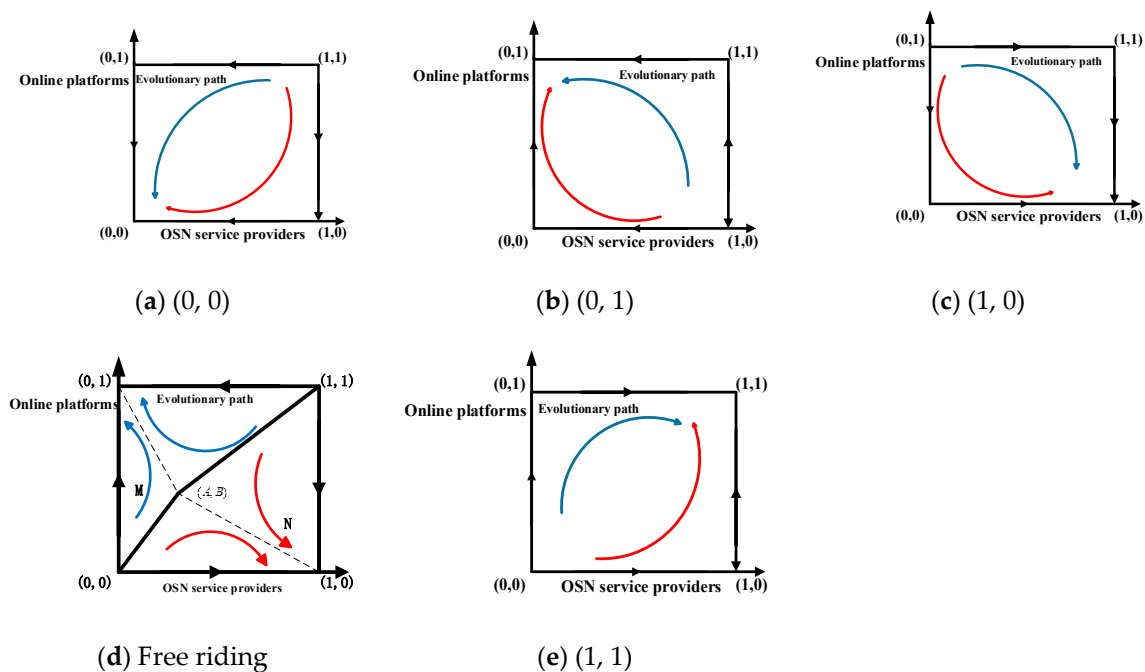 (0,1)
(1,1)
Online platforms
Evolutionary path
(0,0)
OSN service providers
(1,0)
(a) (0, 0)
(0,1)
(1,1)
Online platforms
Evolutionary path
(0,0)
OSN service providers
(1,0)
(b) (0, 1)
(0,1)
(1,1)
Online platforms
Evolutionary path
(0,0)
OSN service providers
(1,0)
(c) (1, 0)
(0,1)
(1,1)
Online platforms
Evolutionary path
M
(A,B)
N
(0,0)
OSN service providers
(1,0)
(d) Free riding
(0,1)
(1,1)
Online platforms
Evolutionary path
(0,0)
OSN service providers
(1,0)
(e) (1, 1)